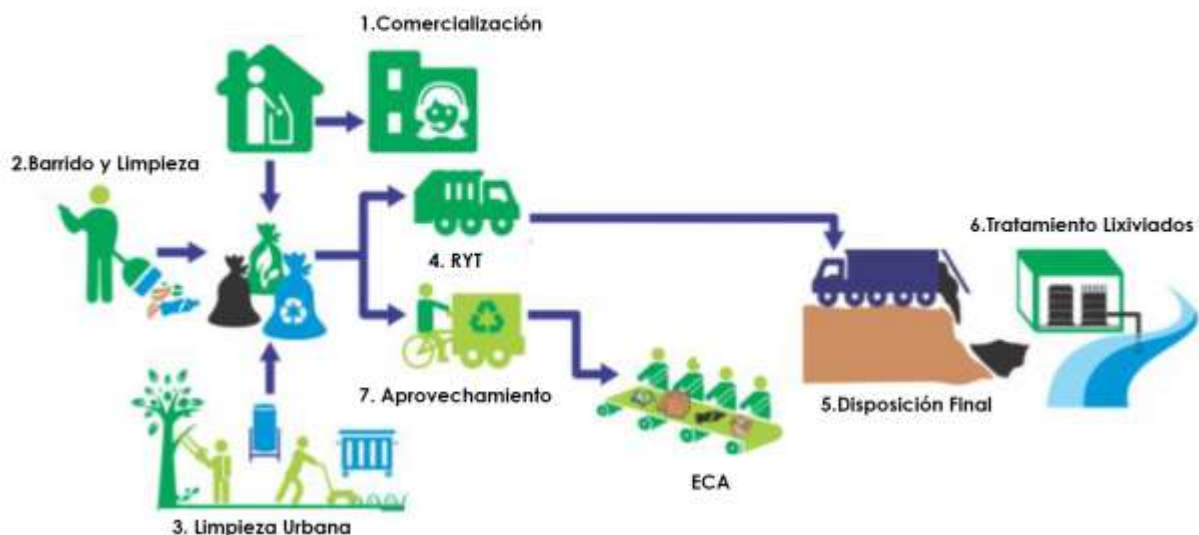 1.Comercialización
2.Barrido y Limpieza
6.Tratamiento Lixiviados
4. RYT
7. Aprovechamiento
5.Disposición Final
ECA
3. Limpieza Urbana